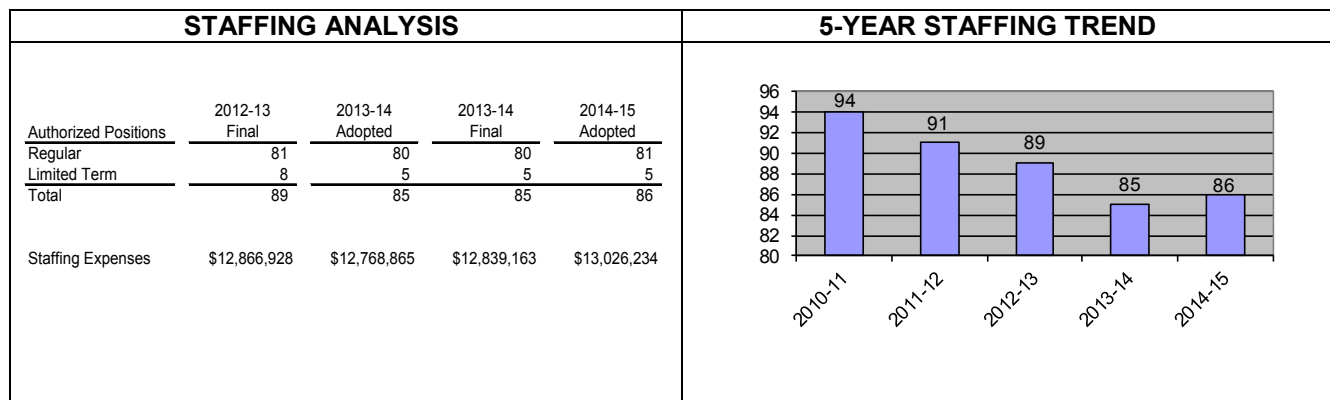 STAFFING ANALYSIS
5-YEAR STAFFING TREND
2012-13 2013-14 2013-14 2014-15
Authorized Positions Final Adopted Final Adopted
Regular 81 80 80 81
Limited Term 8 5 5 5
Total 89 85 85 86
Staffing Expenses $12,866,928 $12,768,865 $12,839,163 $13,026,234
96
94
92
90
88
86
84
82
80
94
91
89
85
86
2010-11
2011-12
2012-13
2013-14
2014-15